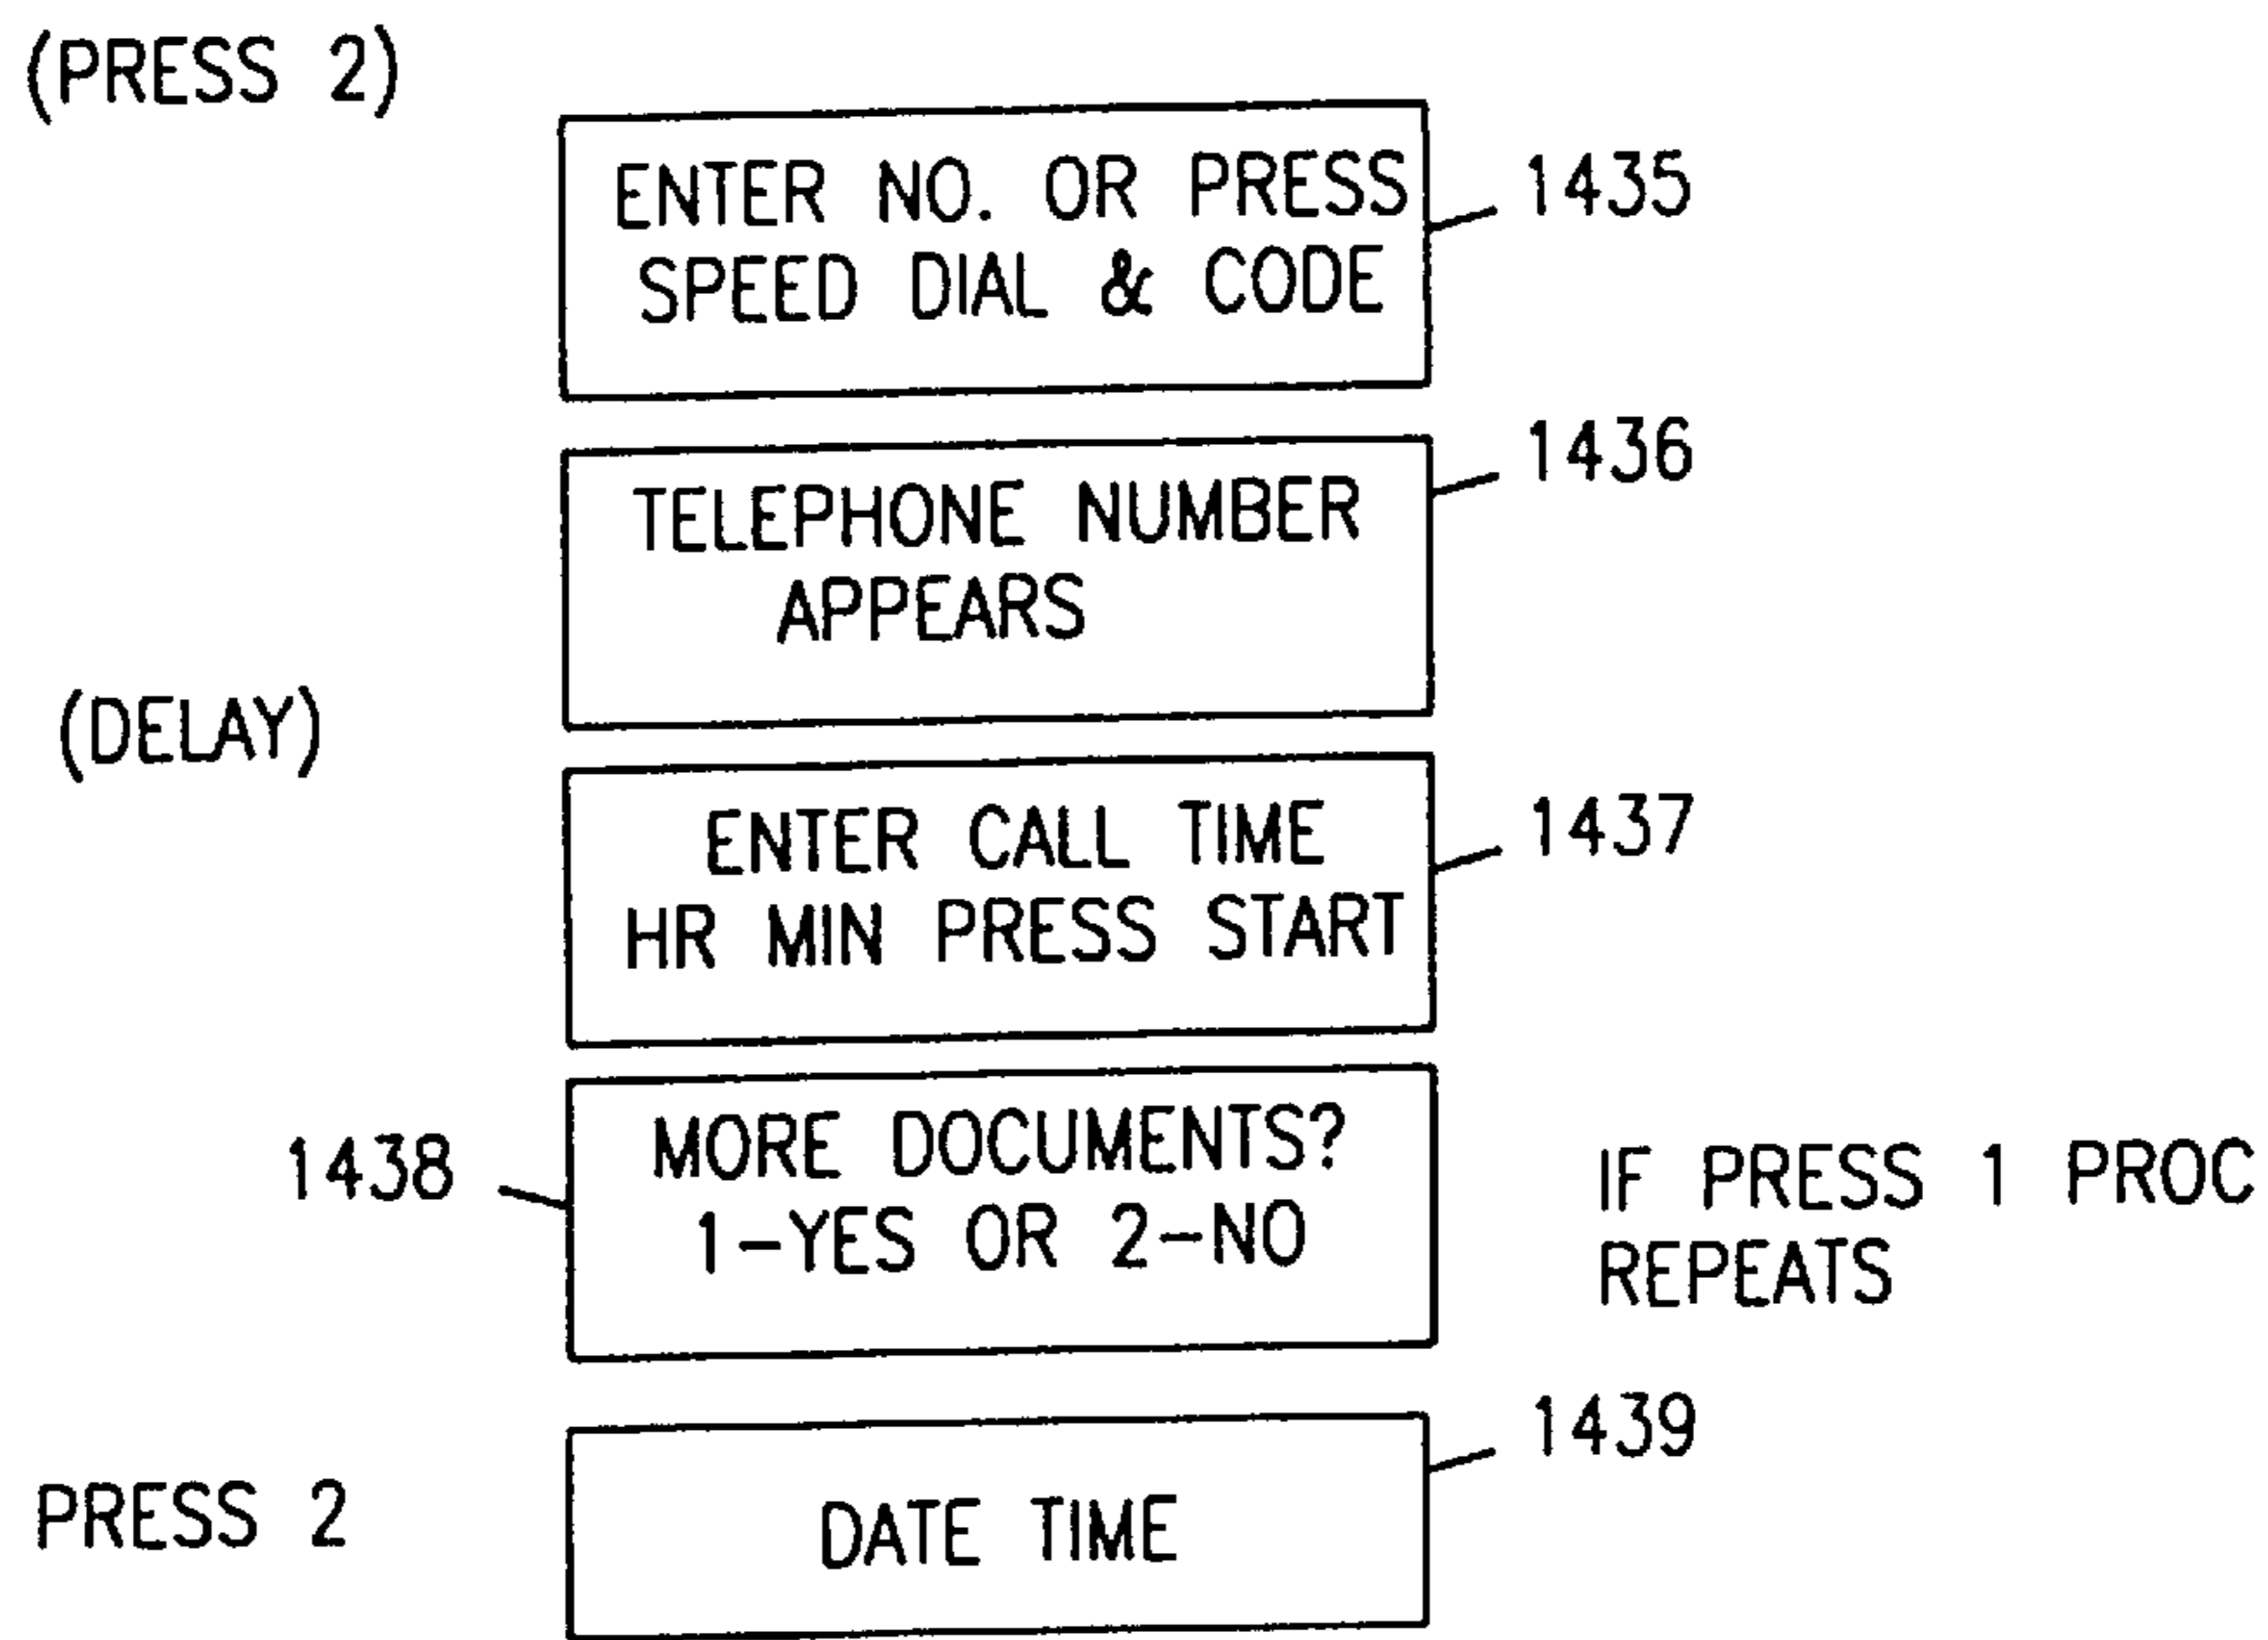 (PRESS 2)
ENTER NO. OR PRESS
SPEED DIAL & CODE
1435
TELEPHONE NUMBER
APPEARS
1436
(DELAY)
ENTER CALL TIME
HR MIN PRESS START
1437
1438
MORE DOCUMENTS?
1-YES OR 2-NO
IF PRESS 1 PROC
REPEATS
PRESS 2
DATE TIME
1439